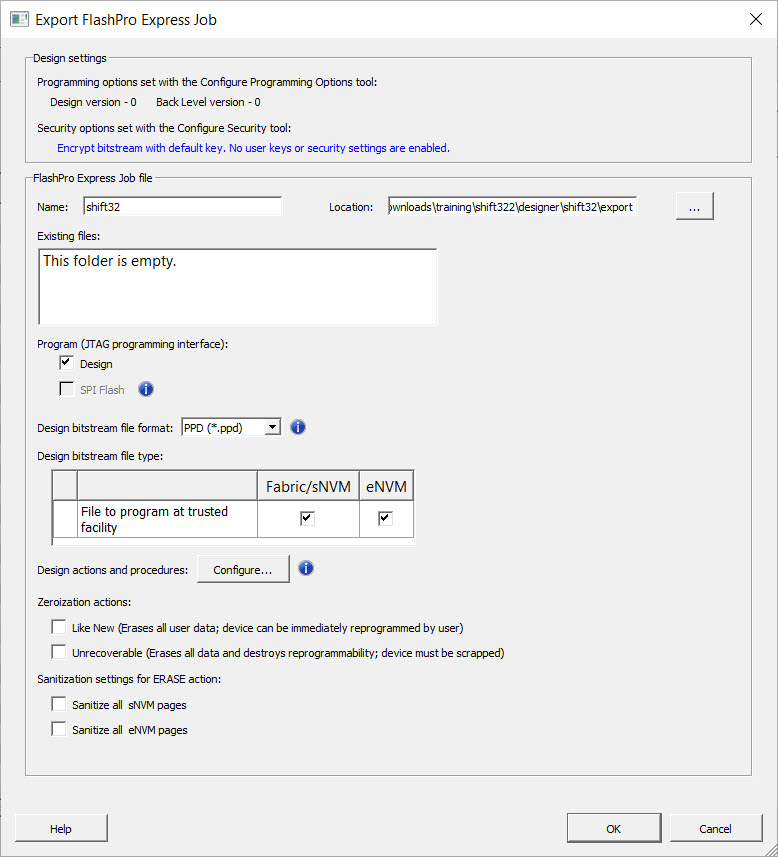 Export FlashPro Express Job
Design settings
Programming options set with the Configure Programming Options tool:
Design version - 0 Back Level version - 0
Security options set with the Configure Security tool:
Encrypt bitstream with default key. No user keys or security settings are enabled.
FlashPro Express Job file
Name: shift32 Location: ownloads\training\shift322\designer\shift32\export ...
Existing files:
This folder is empty.
Program (JTAG programming interface):
Design
SPI Flash
Design bitstream file format: PPD (*.ppd)
Design bitstream file type:
Fabric/sNVM eNVM
File to program at trusted
facility
Design actions and procedures: Configure...
Zeroization actions:
Like New (Erases all user data; device can be immediately reprogrammed by user)
Unrecoverable (Erases all data and destroys reprogrammability; device must be scrapped)
Sanitization settings for ERASE action:
Sanitize all sNVM pages
Sanitize all eNVM pages
Help OK Cancel